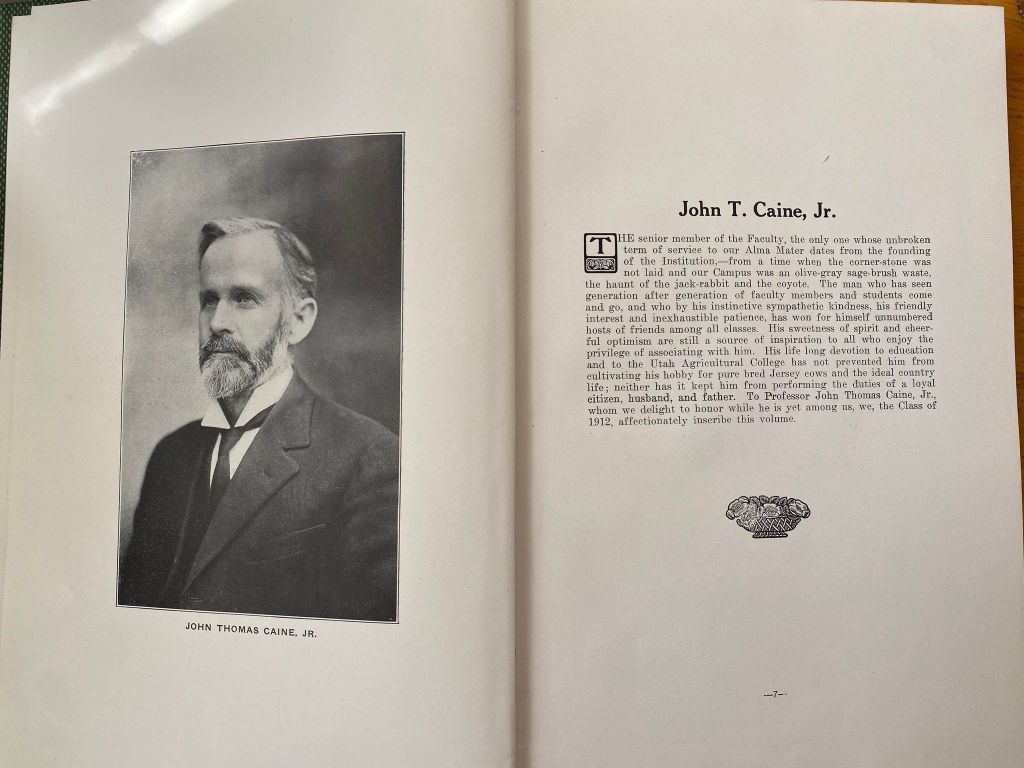 JOHN THOMAS CAINE, JR.
John T. Caine, Jr.
THE senior member of the Faculty, the only one whose unbroken
term of service to our Alma Mater dates from the founding
of the Institution,—from a time when the corner-stone was
not laid and our Campus was an olive-gray sage-brush waste,
the haunt of the jack-rabbit and the coyote. The man who has seen
generation after generation of faculty members and students come
and go, and who by his instinctive sympathetic kindness, his friendly
interest and inexhaustible patience, has won for himself unnumbered
hosts of friends among all classes. His sweetness of spirit and cheer-
ful optimism are still a source of inspiration to all who enjoy the
privilege of associating with him. His life long devotion to education
and to the Utah Agricultural College has not prevented him from
cultivating his hobby for pure bred Jersey cows and the ideal country
life; neither has it kept him from performing the duties of a loyal
citizen, husband, and father. To Professor John Thomas Caine, Jr.,
whom we delight to honor while he is yet among us, we, the Class of
1912, affectionately inscribe this volume.
—7—